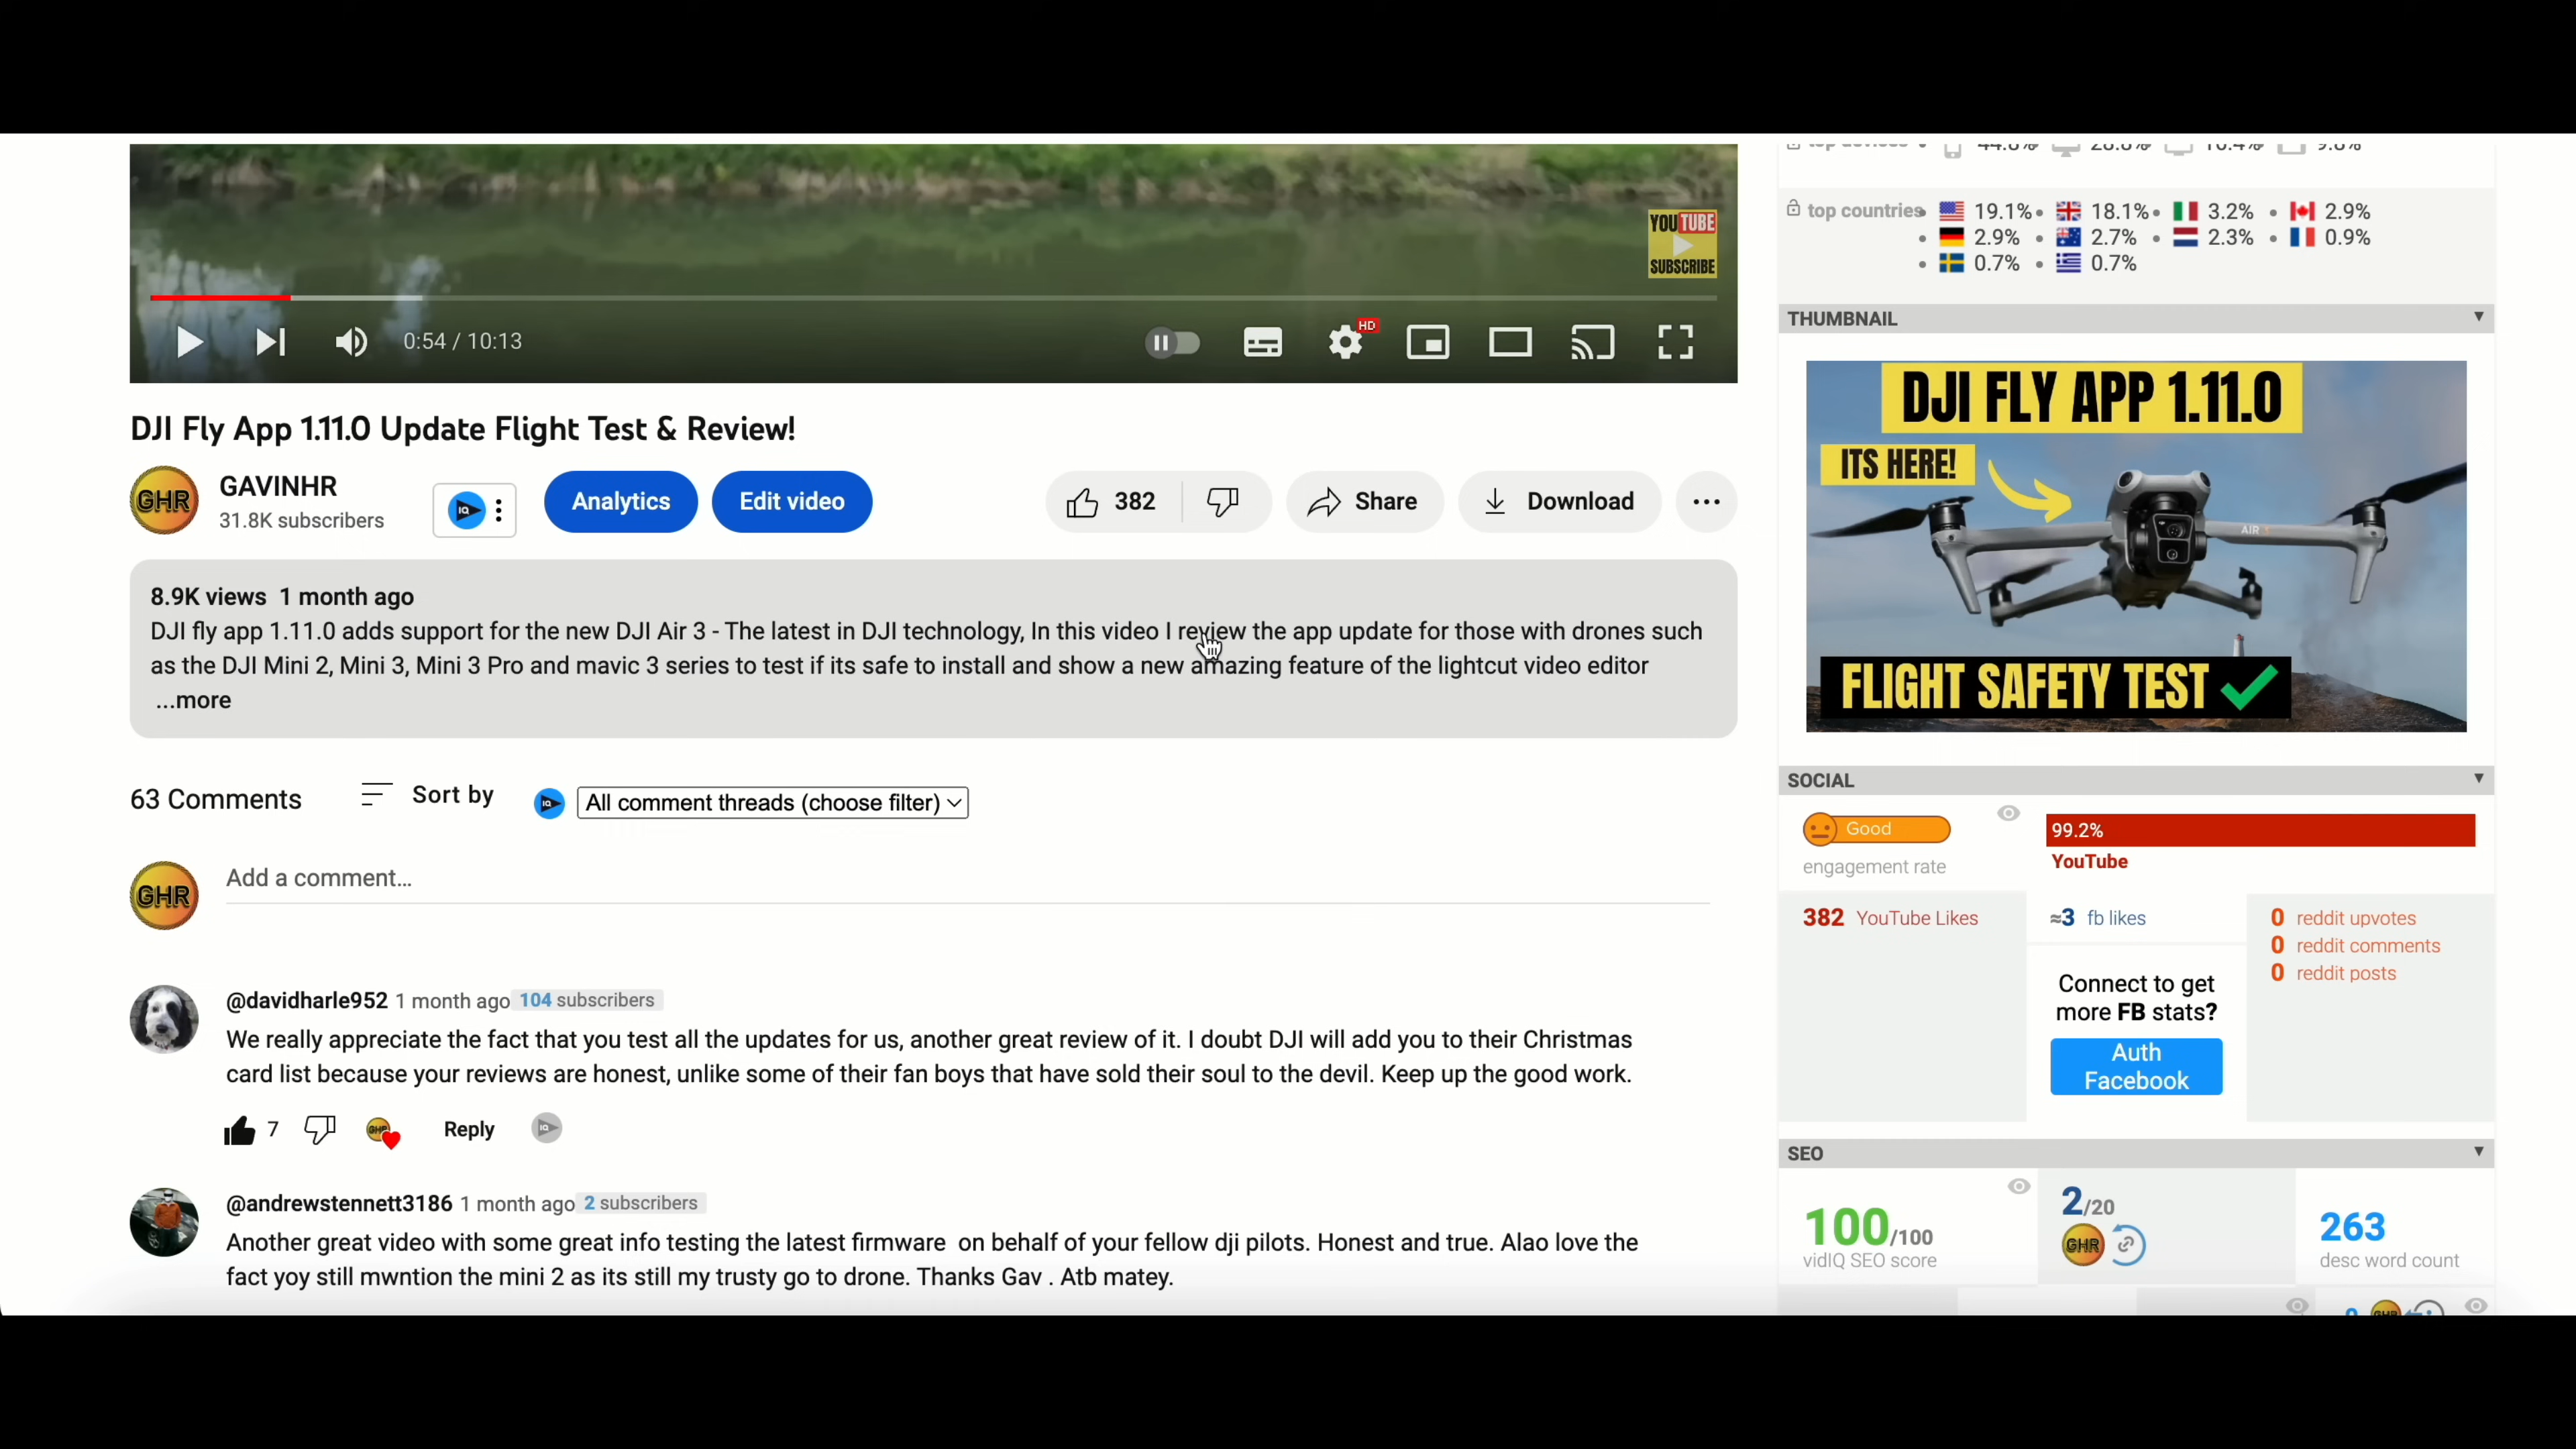 YOUTUBE
SUBSCRIBE
0:54 / 10:13
HD
DJI Fly App 1.11.0 Update Flight Test & Review!
GHR
GAVINHR
31.8K subscribers
IQ
Analytics
Edit video
382
Share
Download
8.9K views 1 month ago
DJI fly app 1.11.0 adds support for the new DJI Air 3 - The latest in DJI technology, In this video I review the app update for those with drones such
as the DJI Mini 2, Mini 3, Mini 3 Pro and mavic 3 series to test if its safe to install and show a new amazing feature of the lightcut video editor
...more
63 Comments
Sort by
IQ
All comment threads (choose filter)
GHR
Add a comment...
@davidharle952 1 month ago 104 subscribers
We really appreciate the fact that you test all the updates for us, another great review of it. I doubt DJI will add you to their Christmas
card list because your reviews are honest, unlike some of their fan boys that have sold their soul to the devil. Keep up the good work.
7
GHR
Reply
IQ
@andrewstennett3186 1 month ago 2 subscribers
Another great video with some great info testing the latest firmware on behalf of your fellow dji pilots. Honest and true. Alao love the
fact yoy still mwntion the mini 2 as its still my trusty go to drone. Thanks Gav . Atb matey.
top countries
19.1% 18.1% 3.2% 2.9%
2.9% 2.7% 2.3% 0.9%
0.7% 0.7%
THUMBNAIL
DJI FLY APP 1.11.0
ITS HERE!
AIR 3
FLIGHT SAFETY TEST
SOCIAL
Good
engagement rate
99.2%
YouTube
382 YouTube Likes
≈3 fb likes
0 reddit upvotes
0 reddit comments
0 reddit posts
Connect to get
more FB stats?
Auth
Facebook
SEO
100/100
vidIQ SEO score
2/20
GHR
263
desc word count